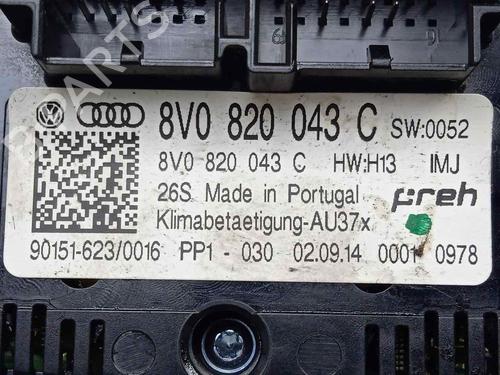 8V0 820 043 C SW:0052
8V0 820 043 C HW:H13 IMJ
26S Made in Portugal preh
Klimabetaetigung-AU37x
90151-623/0016 PP1 - 030 02.09.14 0001 0978